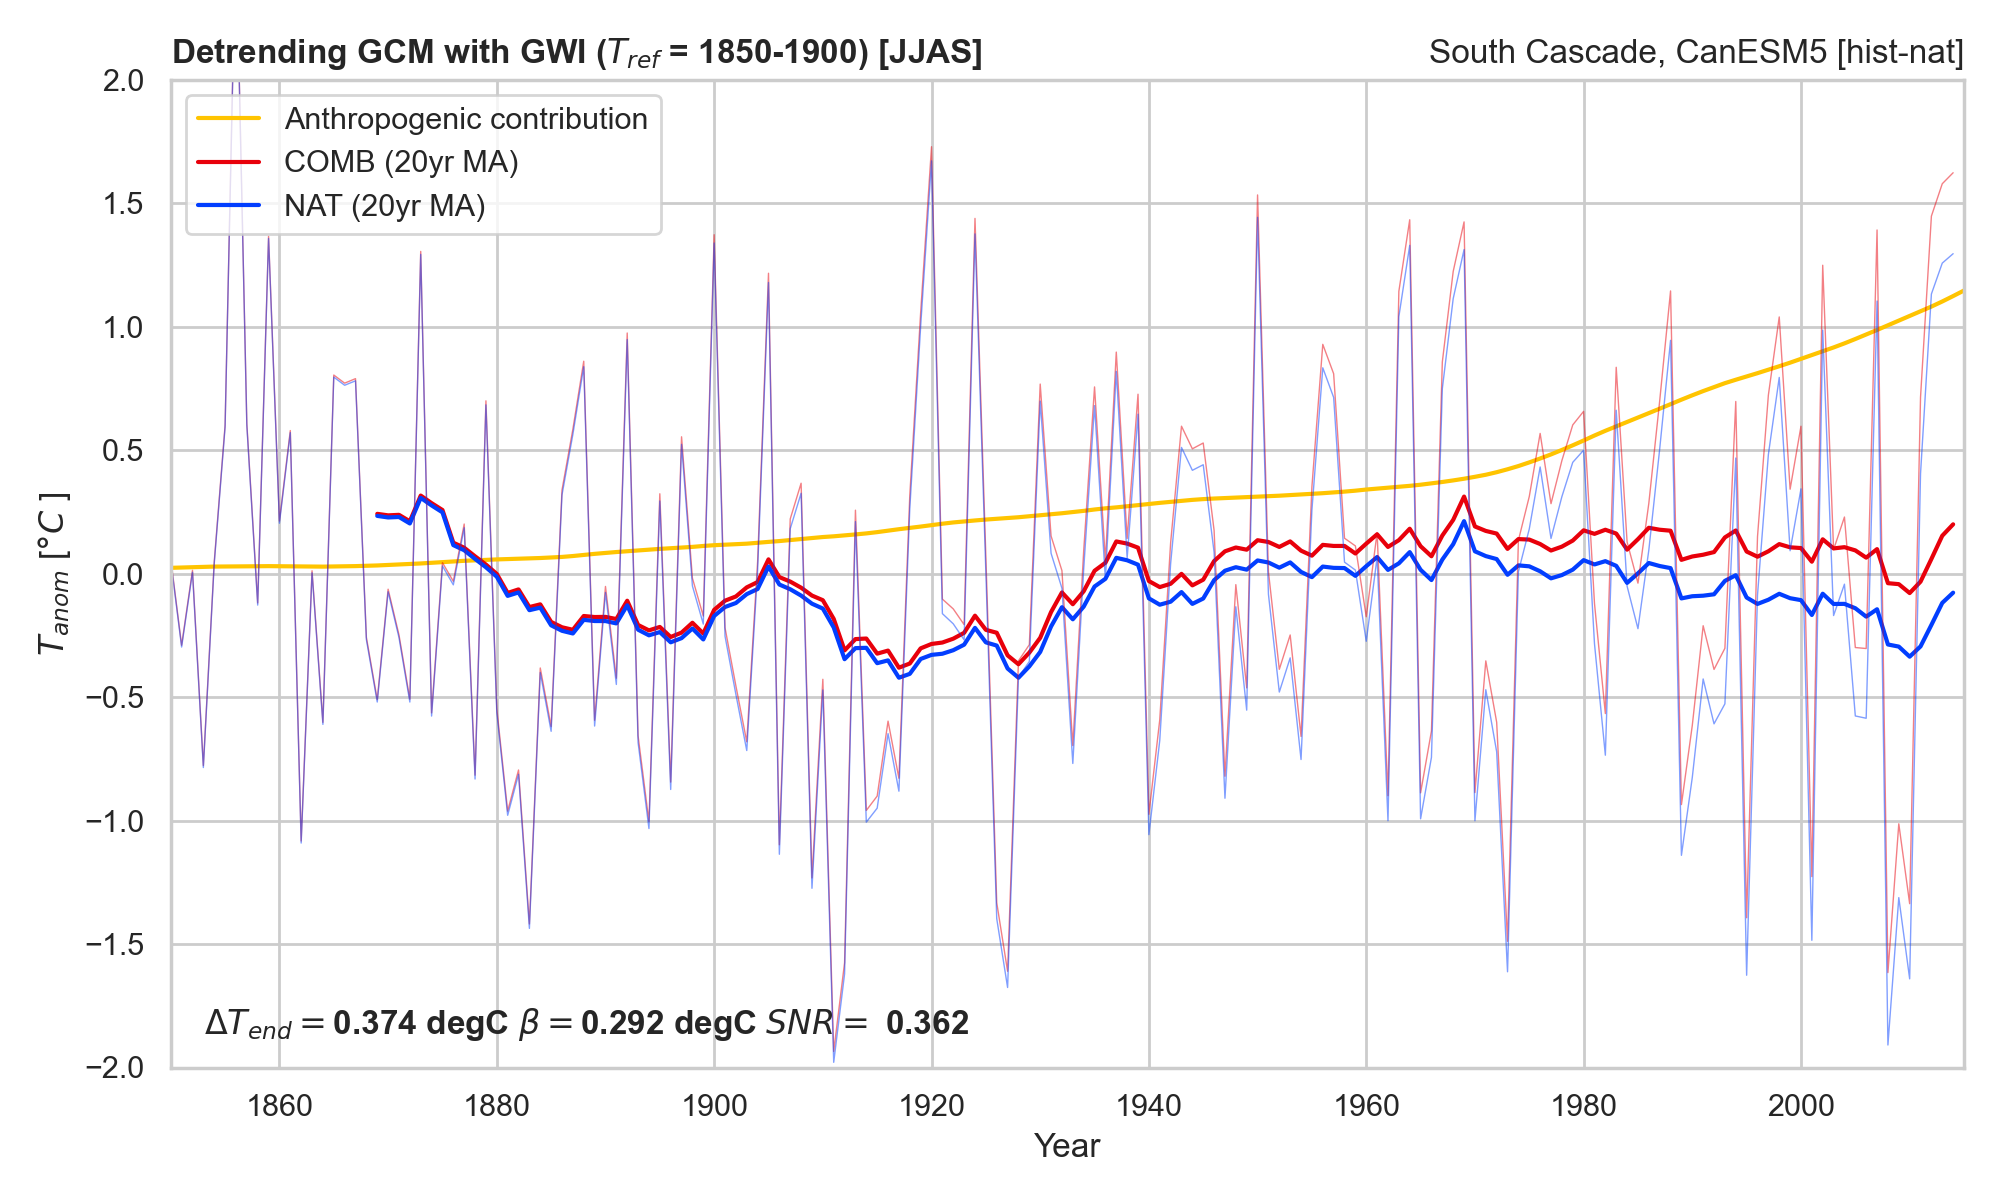 Detrending GCM with GWI (T_ref = 1850-1900) [JJAS]
South Cascade, CanESM5 [hist-nat]
Anthropogenic contribution
COMB (20yr MA)
NAT (20yr MA)
2.0
1.5
1.0
0.5
0.0
−0.5
−1.0
−1.5
−2.0
T_anom [°C]
ΔT_end = 0.374 degC β = 0.292 degC SNR = 0.362
1860 1880 1900 1920 1940 1960 1980 2000
Year